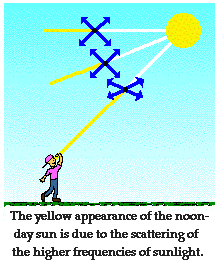 The yellow appearance of the noon-
day sun is due to the scattering of
the higher frequencies of sunlight.